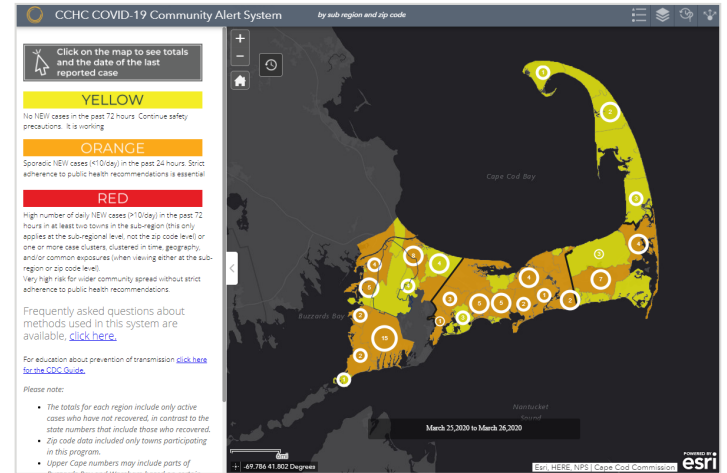 CCHC COVID-19 Community Alert System
by sub region and zip code
Click on the map to see totals
and the date of the last
reported case
YELLOW
No NEW cases in the past 72 hours Continue safety
precautions. It is working
ORANGE
Sporadic NEW cases (<10/day) in the past 24 hours. Strict
adherence to public health recommendations is essential
RED
High number of daily NEW cases (>10/day) in the past 72
hours in at least two towns in the sub-region (this only
applies at the sub-regional level, not the zip code level) or
one or more case clusters, clustered in time, geography,
and/or common exposures (when viewing either at the sub-
region or zip code level).
Very high risk for wider community spread without strict
adherence to public health recommendations.
Frequently asked questions about
methods used in this system are
available, click here.
For education about prevention of transmission click here
for the CDC Guide.
Please note:
• The totals for each region include only active
cases who have not recovered, in contrast to the
state numbers that include those who recovered.
• Zip code data included only towns participating
in this program.
• Upper Cape numbers may include parts of
Cape Cod Bay
Buzzards Bay
Nantucket
Sound
15
March 25,2020 to March 26,2020
-69.786 41.802 Degrees
Esri, HERE, NPS | Cape Cod Commission
POWERED BY
esri